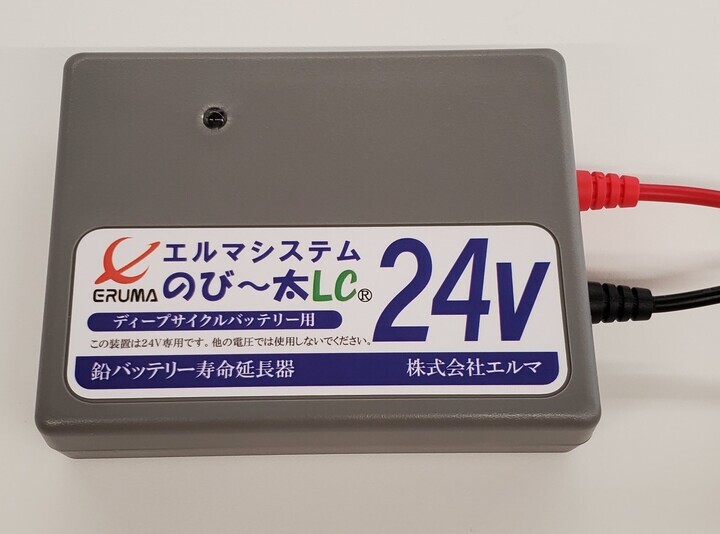 エルマシステム
ERUMA
のび～太LC®
24V
ディープサイクルバッテリー用
この装置は24V専用です。他の電圧では使用しないでください。
鉛バッテリー寿命延長器
株式会社エルマ